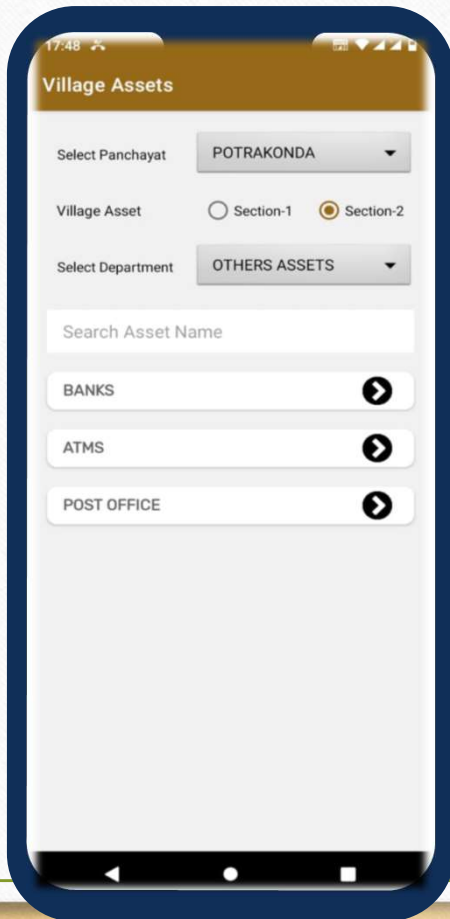 17:48
Village Assets
Select Panchayat POTRAKONDA
Village Asset Section-1 Section-2
Select Department OTHERS ASSETS
Search Asset Name
BANKS
ATMS
POST OFFICE